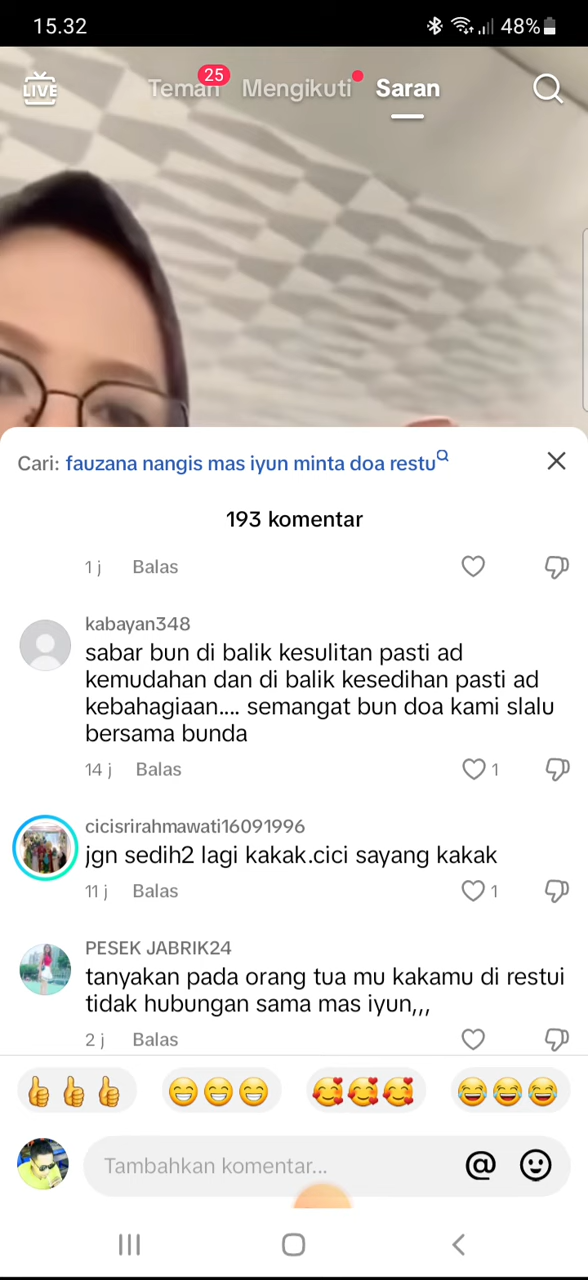 15.32
48%
LIVE
Teman
25
Mengikuti
Saran
Cari: fauzana nangis mas iyun minta doa restu
193 komentar
1 j Balas
kabayan348
sabar bun di balik kesulitan pasti ad
kemudahan dan di balik kesedihan pasti ad
kebahagiaan.... semangat bun doa kami slalu
bersama bunda
14 j Balas 1
cicisrirahmawati16091996
jgn sedih2 lagi kakak.cici sayang kakak
11 j Balas 1
PESEK JABRIK24
tanyakan pada orang tua mu kakamu di restui
tidak hubungan sama mas iyun,,,
2 j Balas
Tambahkan komentar...